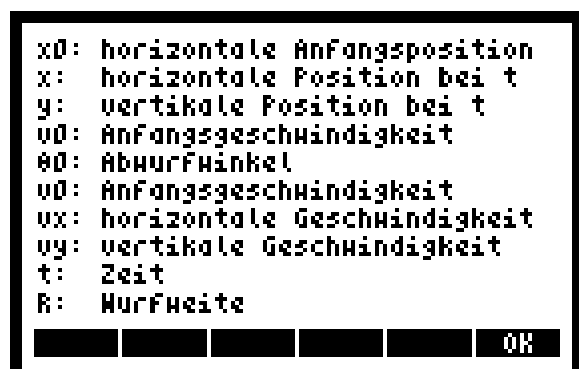 x0: horizontale Anfangsposition
x: horizontale Position bei t
y: vertikale Position bei t
v0: Anfangsgeschwindigkeit
θ0: Abwurfwinkel
v0: Anfangsgeschwindigkeit
vx: horizontale Geschwindigkeit
vy: vertikale Geschwindigkeit
t: Zeit
R: Wurfweite
OK